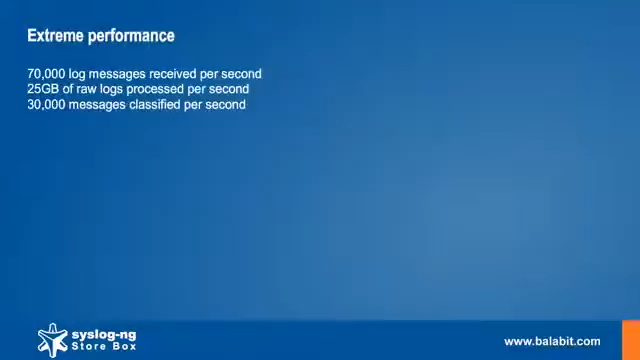 Extreme performance
70,000 log messages received per second
25GB of raw logs processed per second
30,000 messages classified per second
syslog-ng
Store Box
www.balabit.com